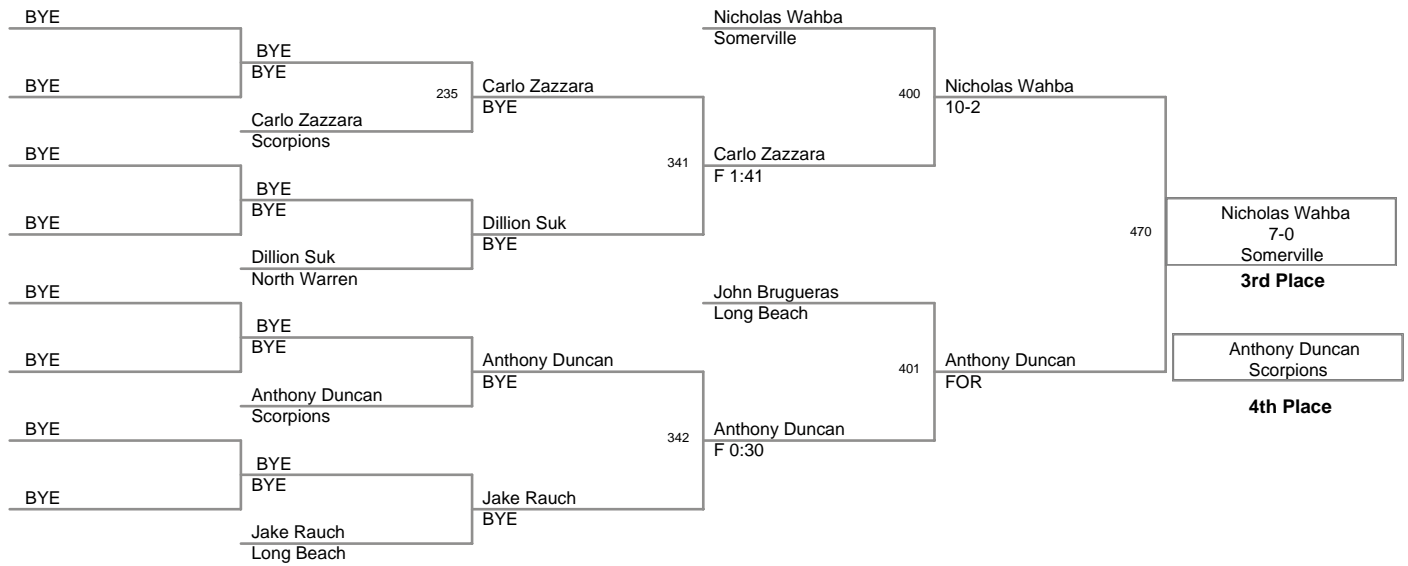 BYE
BYE
BYE
BYE
BYE
BYE
BYE
BYE
BYE
BYE
235
Carlo Zazzara
Scorpions
BYE
BYE
Dillion Suk
North Warren
BYE
BYE
Anthony Duncan
Scorpions
BYE
BYE
Jake Rauch
Long Beach
Carlo Zazzara
BYE
341
Dillion Suk
BYE
Anthony Duncan
BYE
342
Jake Rauch
BYE
Nicholas Wahba
Somerville
400
Carlo Zazzara
F 1:41
John Brugueras
Long Beach
401
Anthony Duncan
F 0:30
Nicholas Wahba
10-2
470
Anthony Duncan
FOR
Nicholas Wahba
7-0
Somerville
3rd Place
Anthony Duncan
Scorpions
4th Place